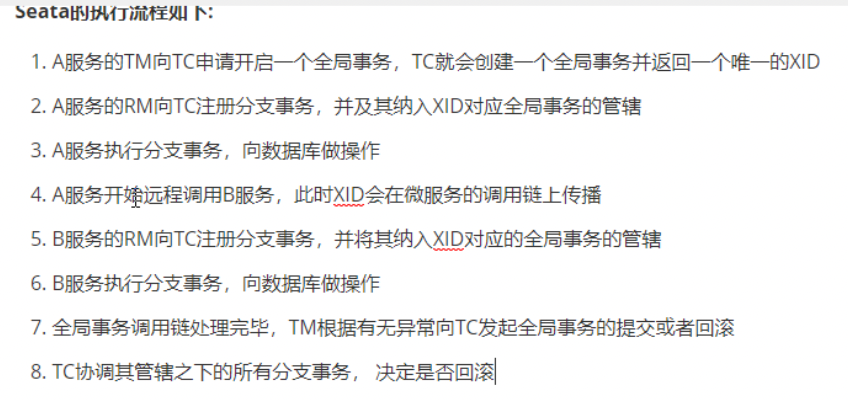 Seata的执行流程如下:
1. A服务的TM向TC申请开启一个全局事务，TC就会创建一个全局事务并返回一个唯一的XID
2. A服务的RM向TC注册分支事务，并及其纳入XID对应全局事务的管辖
3. A服务执行分支事务，向数据库做操作
4. A服务开始远程调用B服务，此时XID会在微服务的调用链上传播
5. B服务的RM向TC注册分支事务，并将其纳入XID对应的全局事务的管辖
6. B服务执行分支事务，向数据库做操作
7. 全局事务调用链处理完毕，TM根据有无异常向TC发起全局事务的提交或者回滚
8. TC协调其管辖之下的所有分支事务， 决定是否回滚